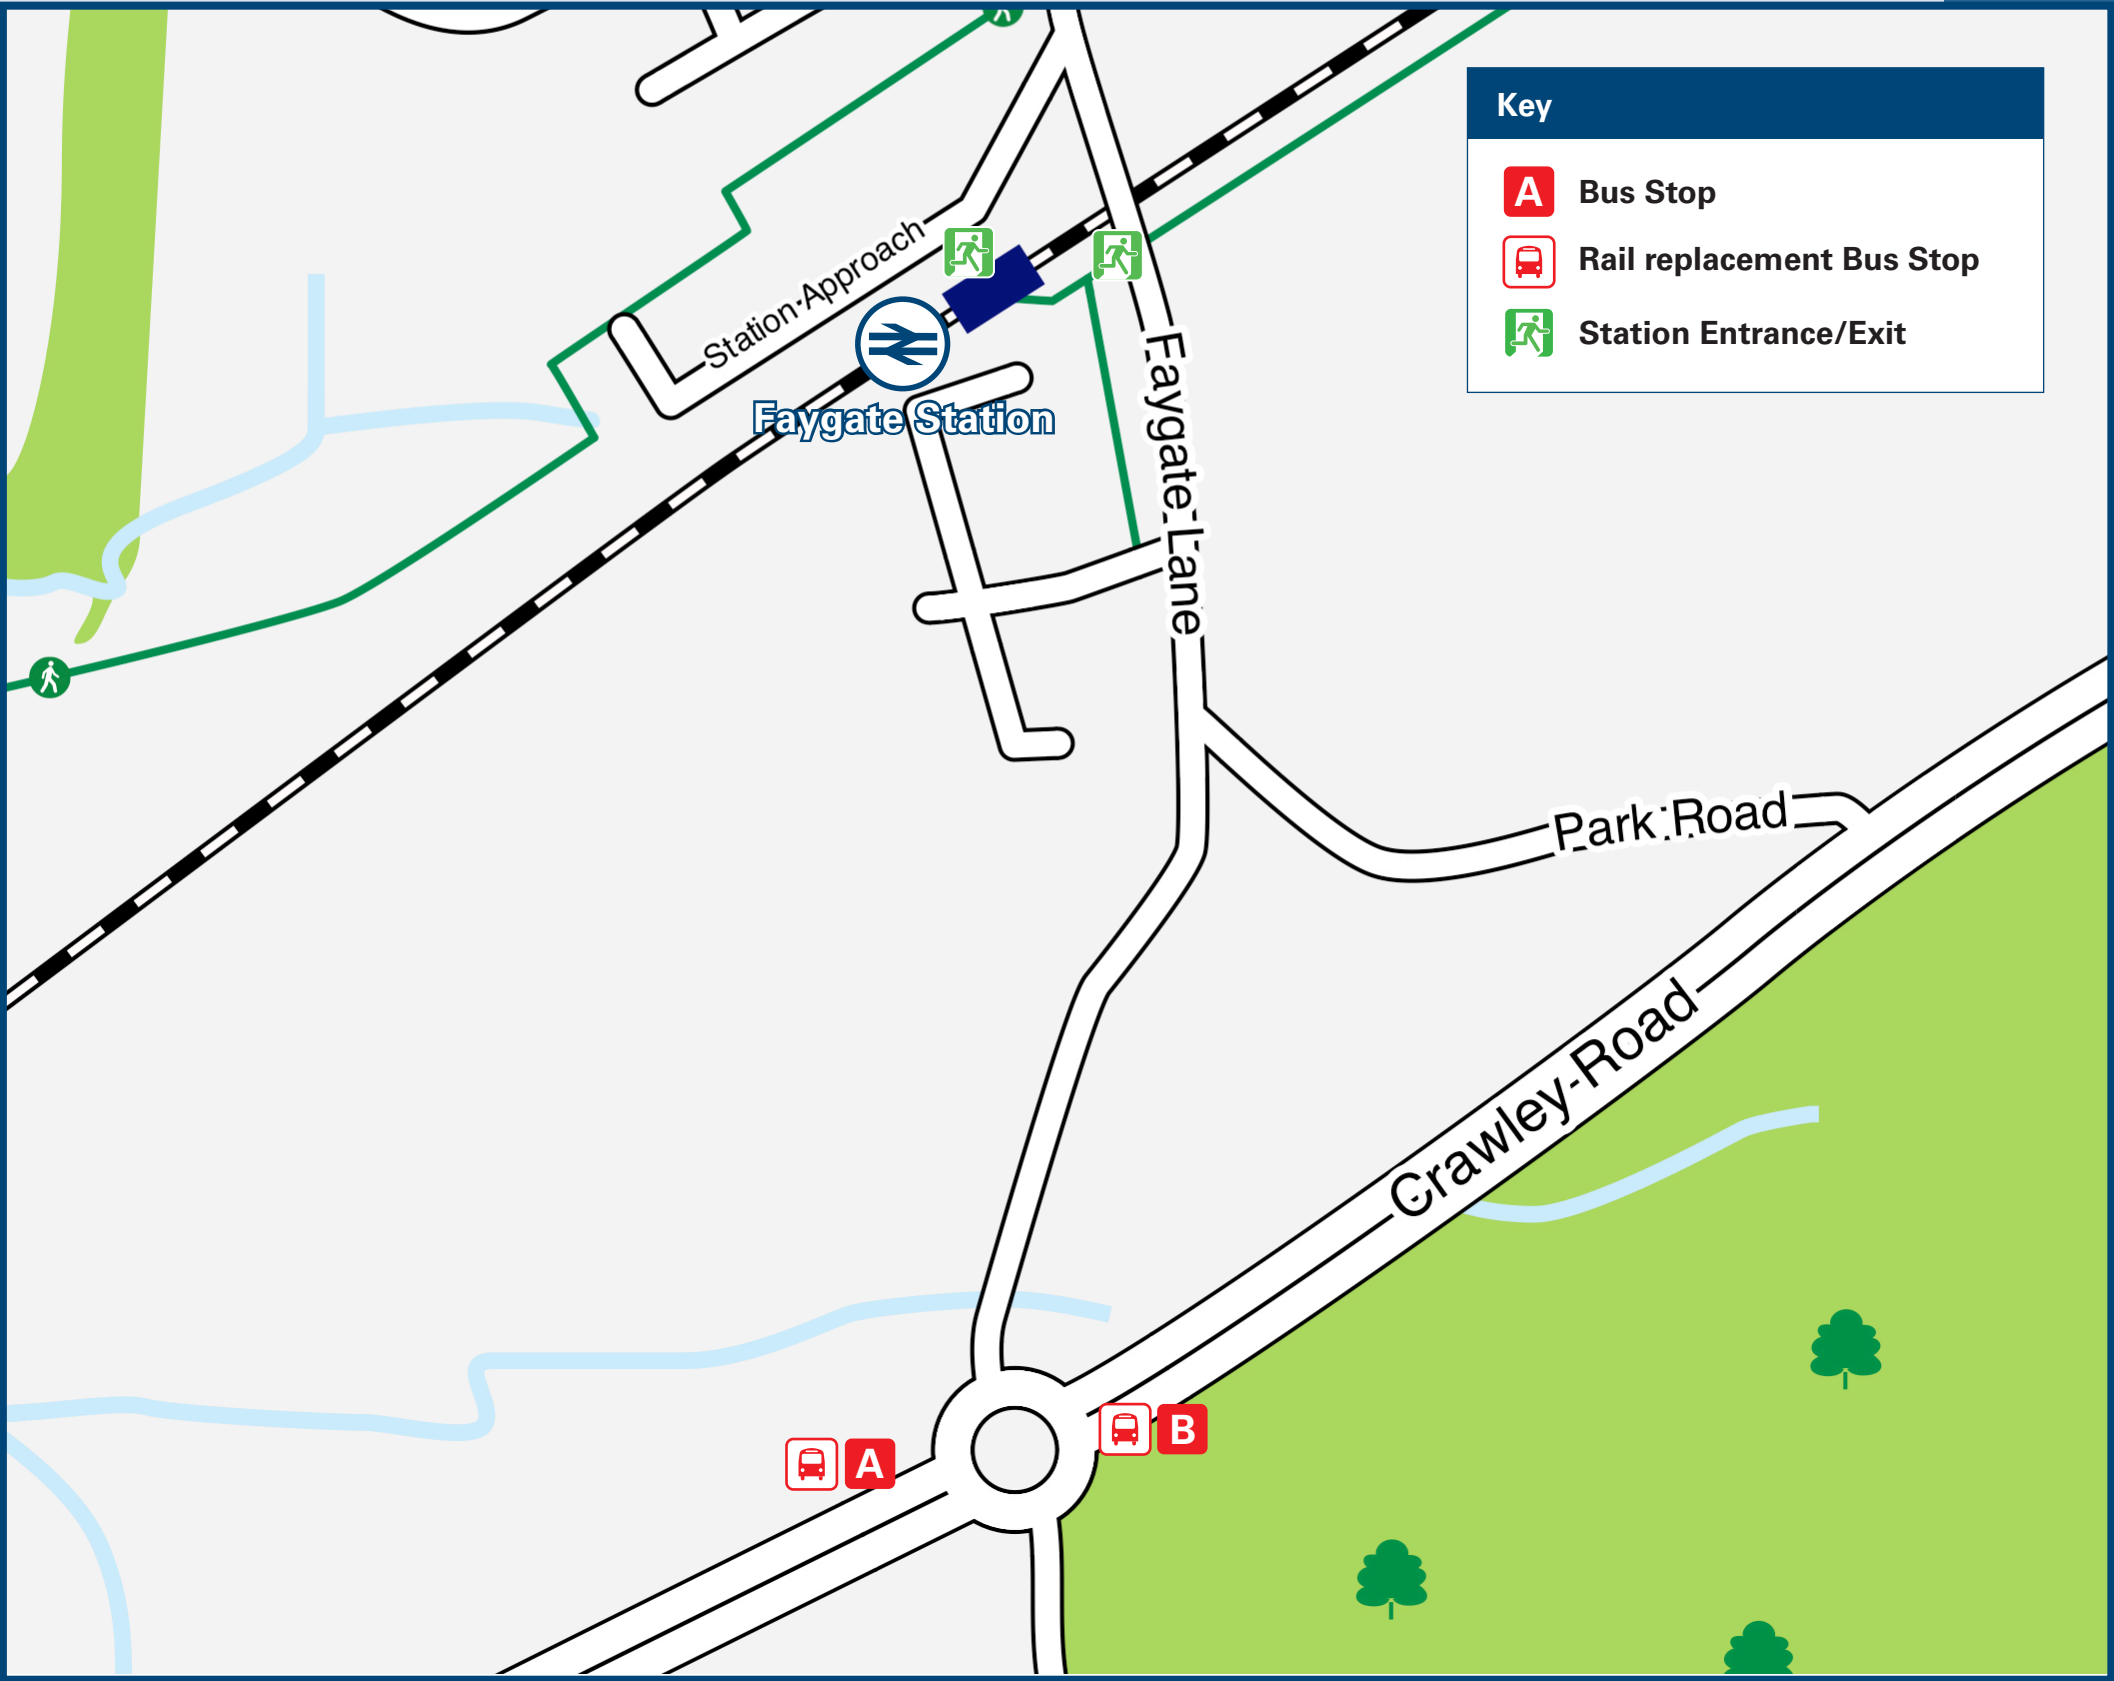 Key
A Bus Stop
Rail replacement Bus Stop
Station Entrance/Exit
Station Approach
Faygate Station
Faygate Lane
Park Road
Crawley Road
A
B